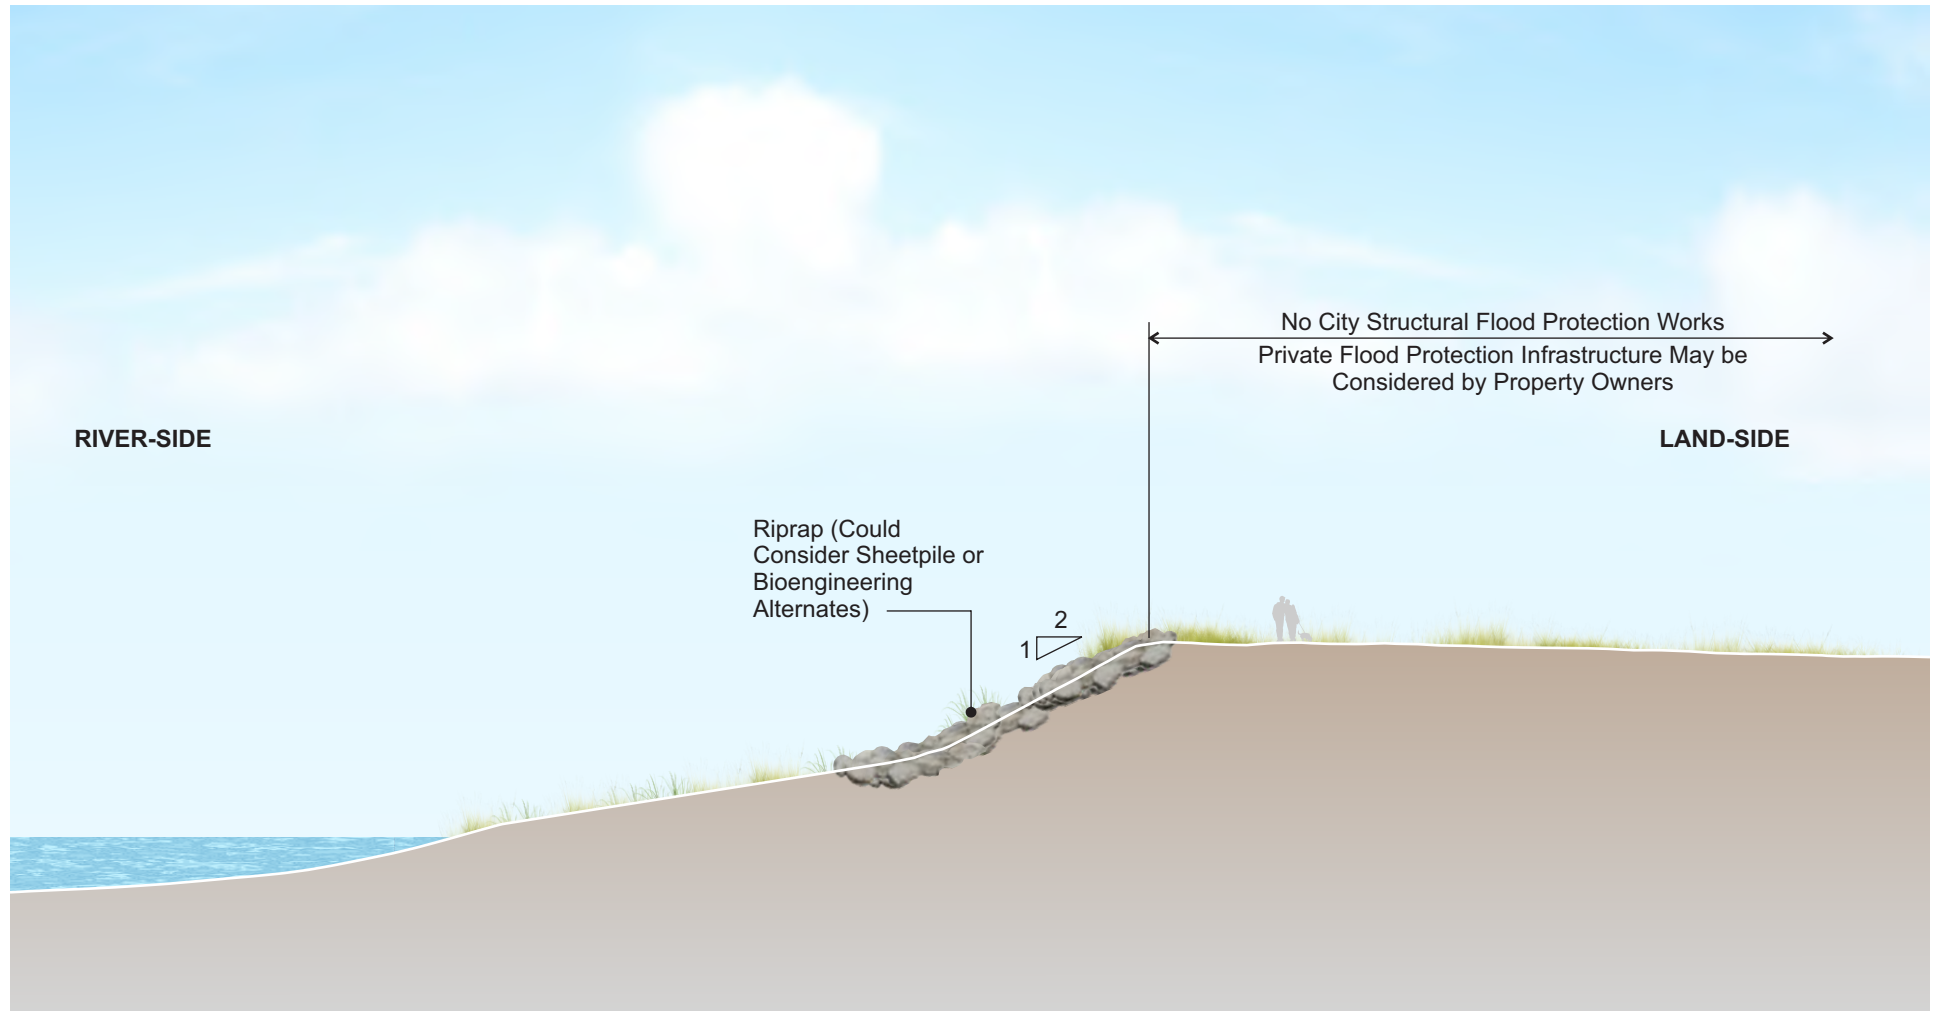 No City Structural Flood Protection Works
Private Flood Protection Infrastructure May be
Considered by Property Owners
RIVER-SIDE
LAND-SIDE
Riprap (Could
Consider Sheetpile or
Bioengineering
Alternates)
2
1